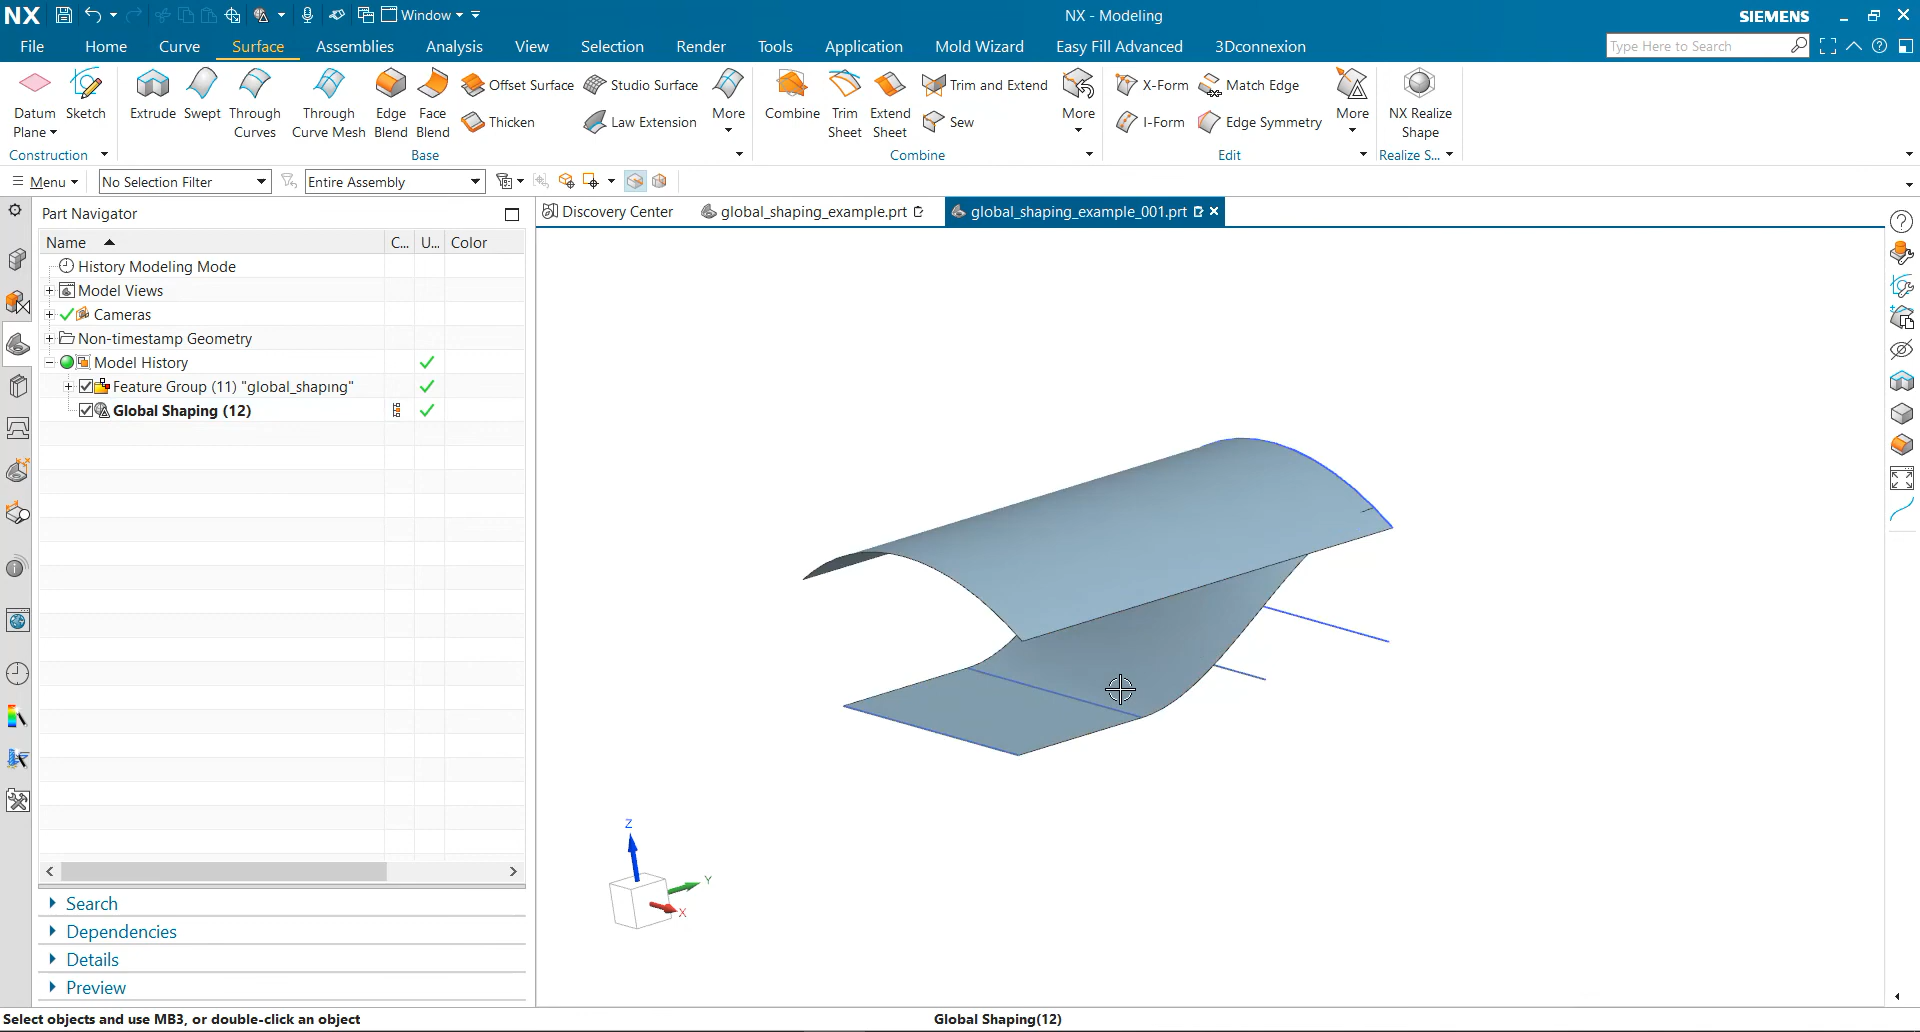 NX Window NX - Modeling SIEMENS
File Home Curve Surface Assemblies Analysis View Selection Render Tools Application Mold Wizard Easy Fill Advanced 3Dconnexion Type Here to Search
Datum Plane Sketch Extrude Swept Through Curves Through Curve Mesh Edge Blend Face Blend Offset Surface Thicken Studio Surface Law Extension More Combine Trim Sheet Extend Sheet Trim and Extend Sew More X-Form I-Form Match Edge Edge Symmetry More NX Realize Shape
Construction Base Combine Edit Realize S...
Menu No Selection Filter Entire Assembly
Part Navigator Discovery Center global_shaping_example.prt global_shaping_example_001.prt
Name C... U... Color
History Modeling Mode
Model Views
Cameras
Non-timestamp Geometry
Model History
Feature Group (11) "global_shaping"
Global Shaping (12)
Z
Y
X
Search
Dependencies
Details
Preview
Select objects and use MB3, or double-click an object Global Shaping(12)